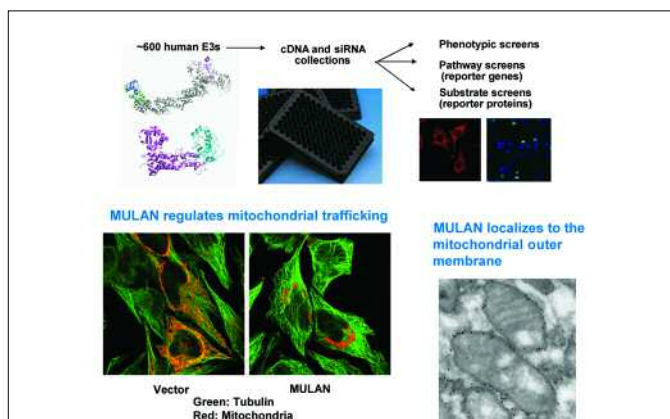 ~600 human E3s
cDNA and siRNA
collections
Phenotypic screens
Pathway screens
(reporter genes)
Substrate screens
(reporter proteins)
MULAN regulates mitochondrial trafficking
MULAN localizes to the
mitochondrial outer
membrane
Vector
MULAN
Green: Tubulin
Red: Mitochondria